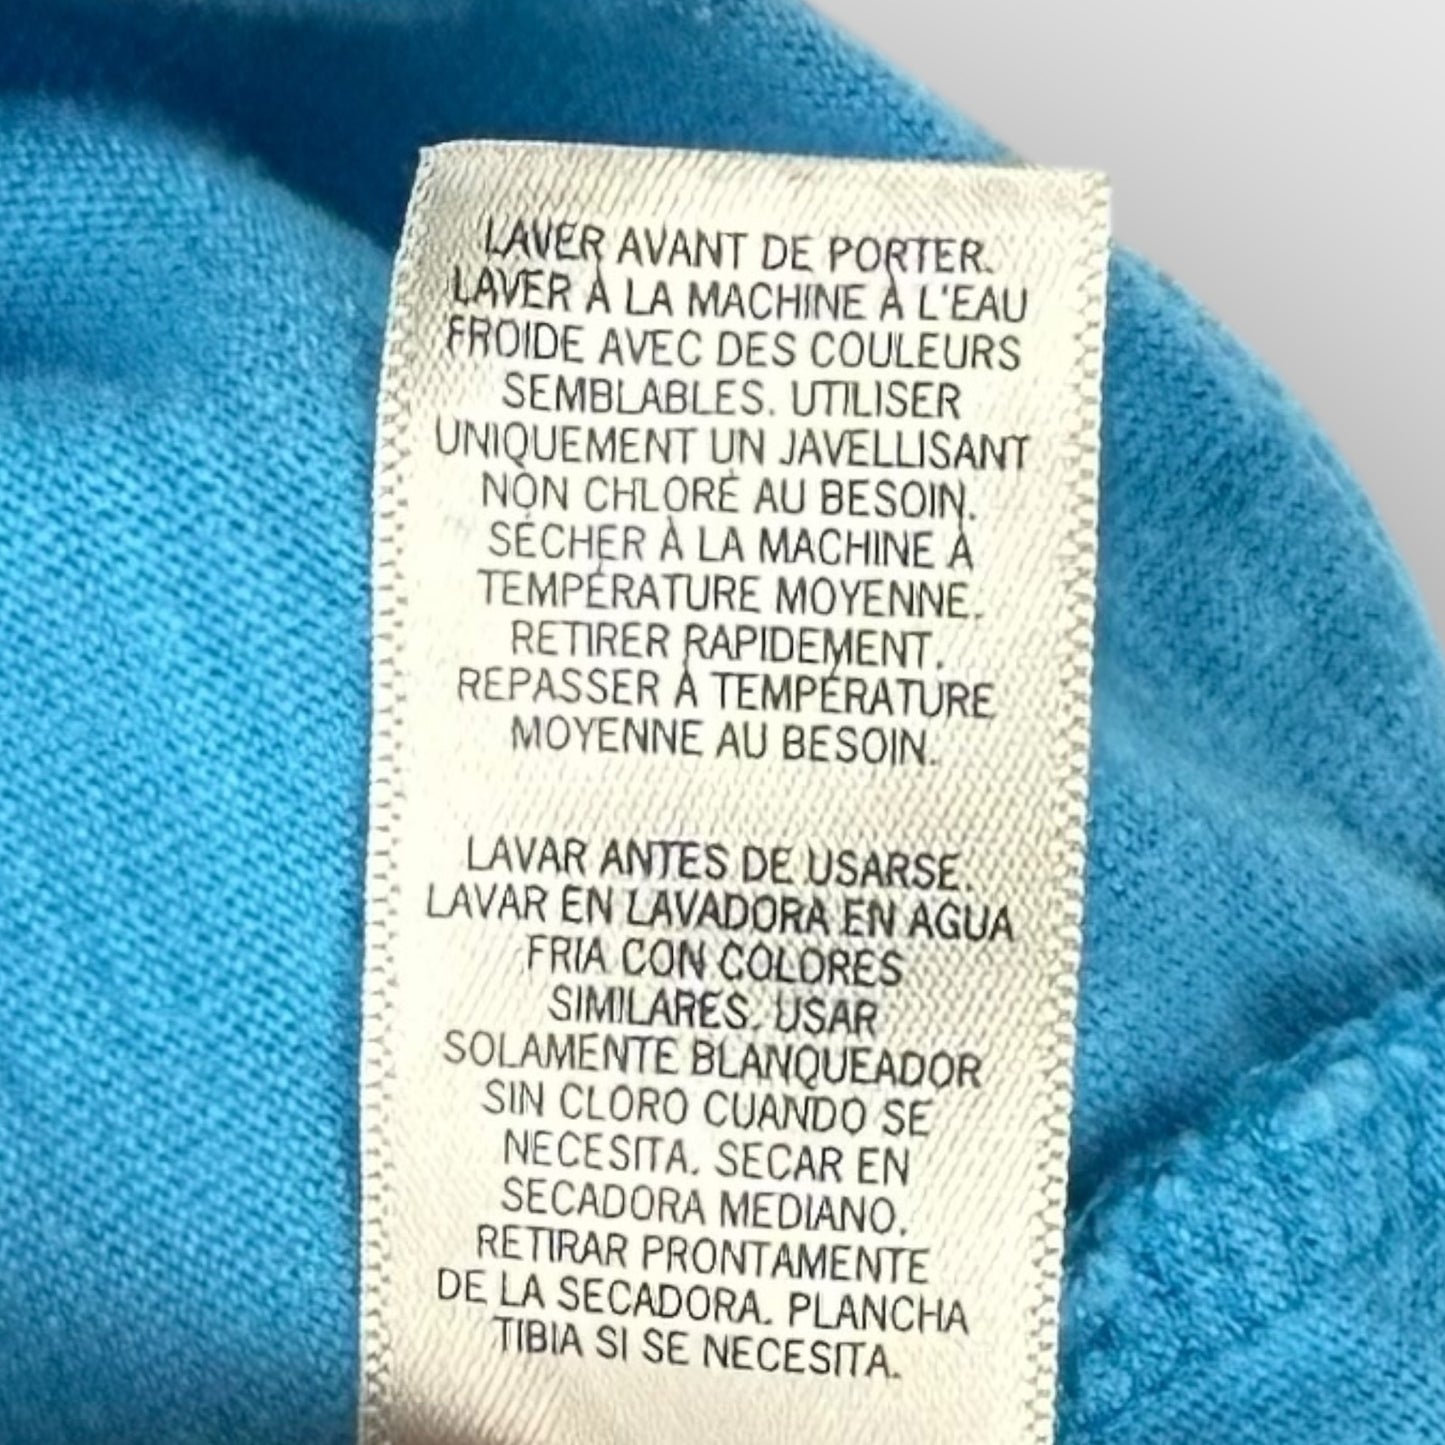 LAVER AVANT DE PORTER.
LAVER À LA MACHINE À L'EAU
FROIDE AVEC DES COULEURS
SEMBLABLES. UTILISER
UNIQUEMENT UN JAVELLISANT
NON CHLORÉ AU BESOIN.
SÉCHER À LA MACHINE À
TEMPÉRATURE MOYENNE.
RETIRER RAPIDEMENT.
REPASSER À TEMPÉRATURE
MOYENNE AU BESOIN.
LAVAR ANTES DE USARSE.
LAVAR EN LAVADORA EN AGUA
FRIA CON COLORES
SIMILARES. USAR
SOLAMENTE BLANQUEADOR
SIN CLORO CUANDO SE
NECESITA. SECAR EN
SECADORA MEDIANO.
RETIRAR PRONTAMENTE
DE LA SECADORA. PLANCHA
TIBIA SI SE NECESITA.